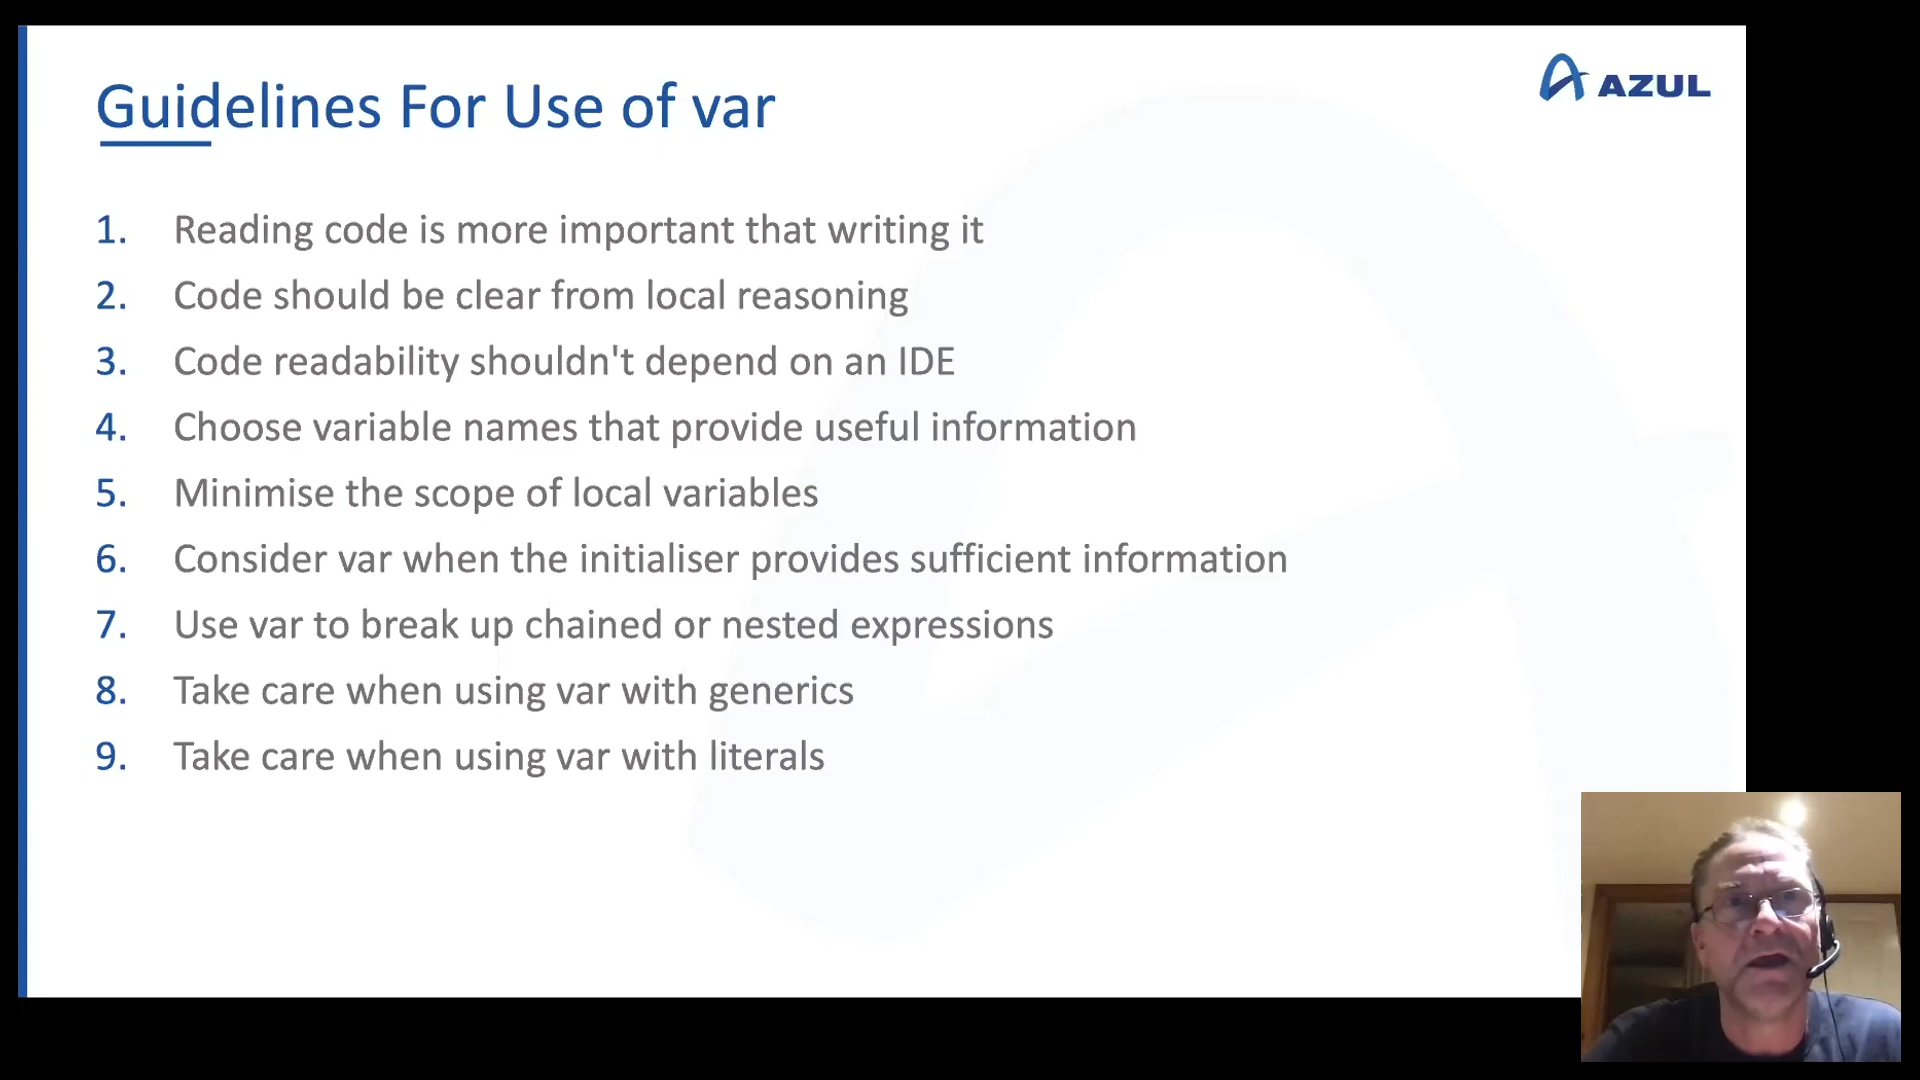 Guidelines For Use of var
AZUL
1. Reading code is more important that writing it
2. Code should be clear from local reasoning
3. Code readability shouldn't depend on an IDE
4. Choose variable names that provide useful information
5. Minimise the scope of local variables
6. Consider var when the initialiser provides sufficient information
7. Use var to break up chained or nested expressions
8. Take care when using var with generics
9. Take care when using var with literals